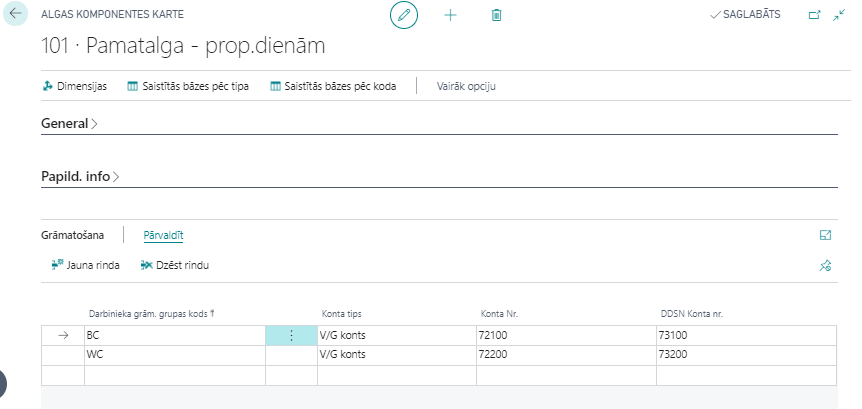 ALGAS KOMPONENTES KARTE
SAGLABĀTS
101 · Pamatalga - prop.dienām
Dimensijas
Saistītās bāzes pēc tipa
Saistītās bāzes pēc koda
Vairāk opciju
General
Papild. info
Grāmatošana
Pārvaldīt
Jauna rinda
Dzēst rindu
Darbinieka grām. grupas kods ↑ Konta tips Konta Nr. DDSN Konta nr.
BC V/G konts 72100 73100
WC V/G konts 72200 73200